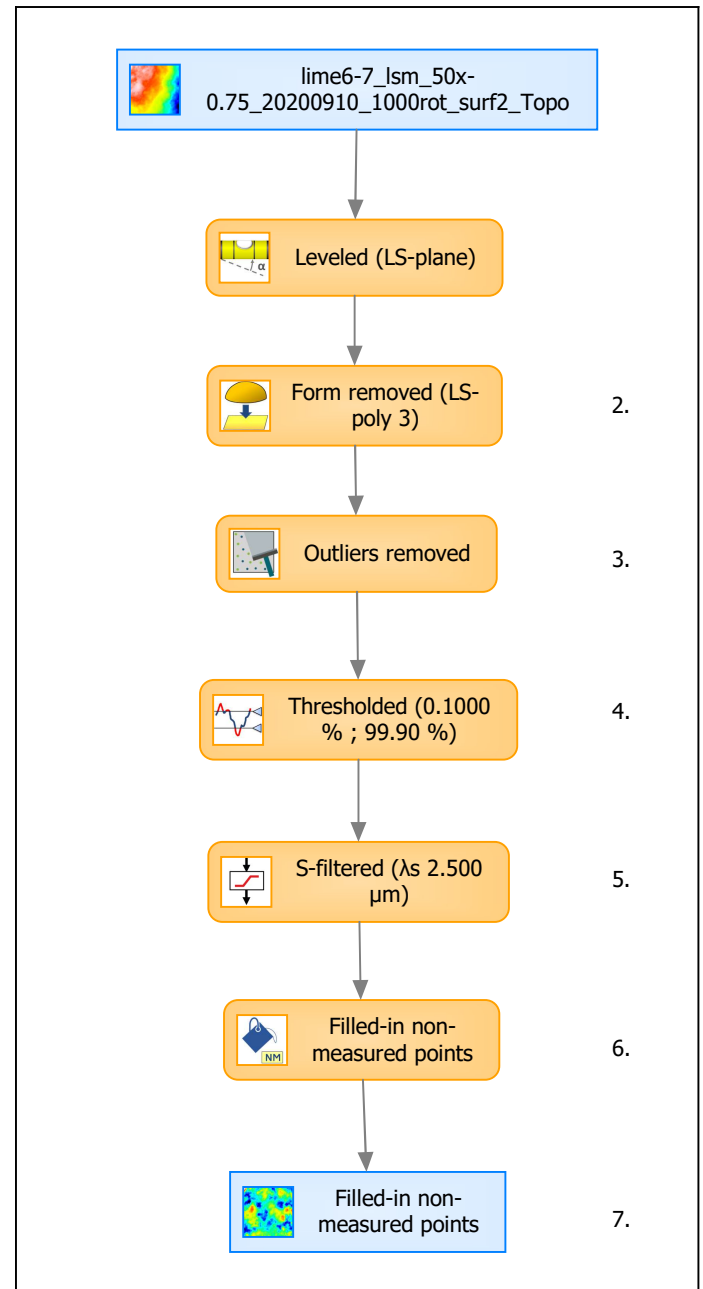 lime6-7_lsm_50x-
0.75_20200910_1000rot_surf2_Topo
α
Leveled (LS-plane)
Form removed (LS-
poly 3)
2.
Outliers removed
3.
Thresholded (0.1000
% ; 99.90 %)
4.
S-filtered (λs 2.500
µm)
5.
NM
Filled-in non-
measured points
6.
Filled-in non-
measured points
7.